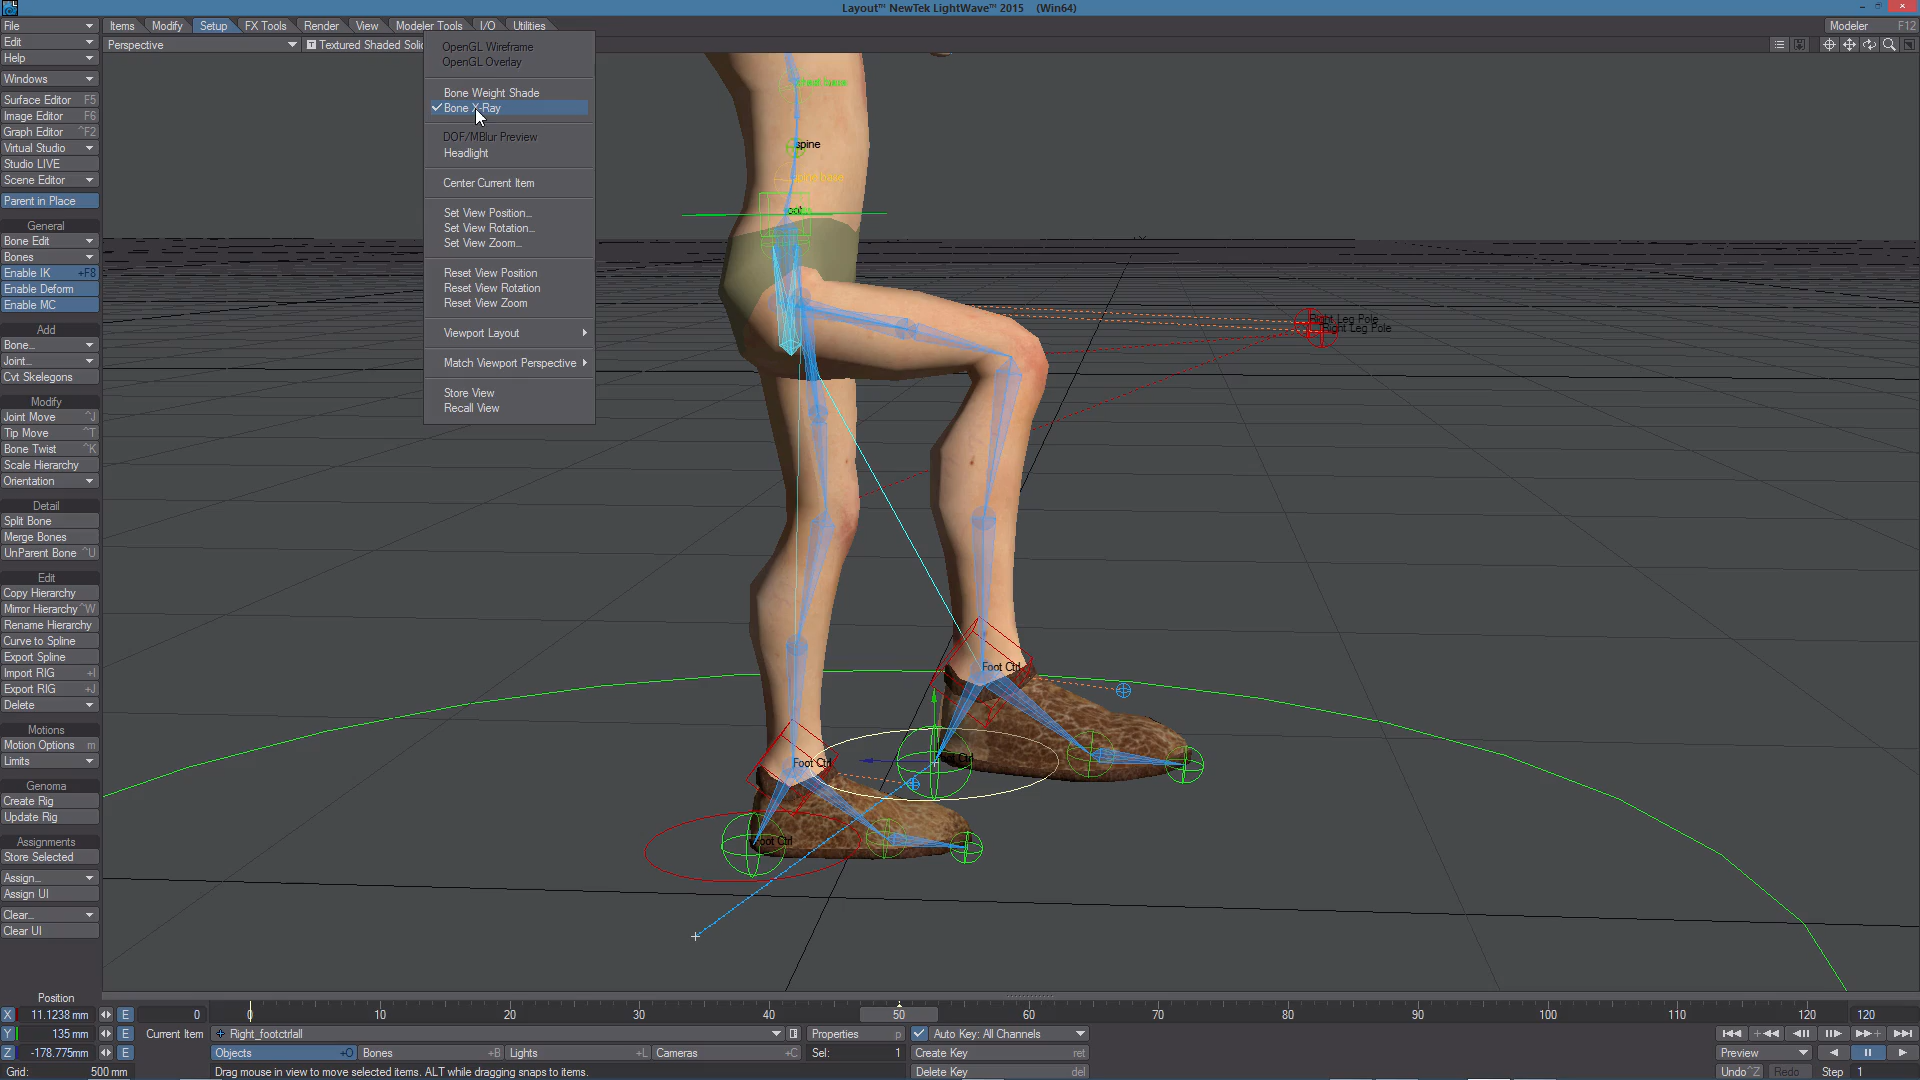 Layout™ NewTek LightWave™ 2015 (Win64)
File
Items
Modify
Setup
FX Tools
Render
View
Modeler Tools
I/O
Utilities
Modeler F12
Edit
Perspective
T Textured Shaded Solid
Help
Windows
Surface Editor F5
Image Editor F6
Graph Editor ^F2
Virtual Studio
Studio LIVE
Scene Editor
Parent in Place
General
Bone Edit
Bones
Enable IK +F8
Enable Deform
Enable MC
Add
Bone...
Joint...
Cvt Skelegons
Modify
Joint Move ^J
Tip Move ^T
Bone Twist ^K
Scale Hierarchy
Orientation
Detail
Split Bone
Merge Bones
UnParent Bone ^U
Edit
Copy Hierarchy
Mirror Hierarchy ^W
Rename Hierarchy
Curve to Spline
Export Spline
Import RIG +I
Export RIG +J
Delete
Motions
Motion Options m
Limits
Genoma
Create Rig
Update Rig
Assignments
Store Selected
Assign...
Assign UI
Clear...
Clear UI
OpenGL Wireframe
OpenGL Overlay
Bone Weight Shade
Bone X-Ray
DOF/MBlur Preview
Headlight
Center Current Item
Set View Position...
Set View Rotation...
Set View Zoom...
Reset View Position
Reset View Rotation
Reset View Zoom
Viewport Layout
Match Viewport Perspective
Store View
Recall View
spine
Right Leg Pole
Right Leg Pole
Foot Ctrl
Foot Ctrl
Foot Ctrl
Position
X 11.1238 mm E
Y 135 mm E
Z -178.775mm E
Grid: 500 mm
0
0 10 20 30 40 50 60 70 80 90 100 110 120
120
Current Item
Right_footctrlall
Properties p
Auto Key: All Channels
Objects +O
Bones +B
Lights +L
Cameras +C
Sel: 1
Create Key ret
Preview
Drag mouse in view to move selected items. ALT while dragging snaps to items.
Delete Key del
Undo ^Z
Redo
Step 1